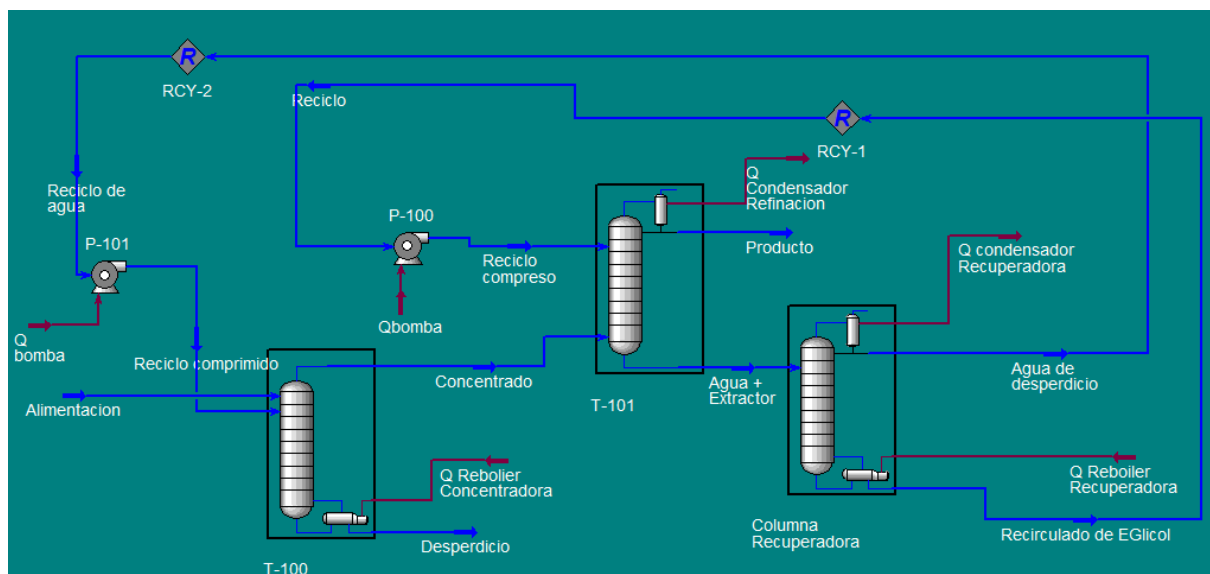 R
RCY-2
Reciclo
R
RCY-1
Q
Condensador
Refinacion
Reciclo de
agua
P-101
P-100
Reciclo
compreso
Producto
Q condensador
Recuperadora
Qbomba
Q
bomba
Reciclo comprimido
Concentrado
Agua +
Extractor
Agua de
desperdicio
Alimentacion
T-101
Q Rebolier
Concentradora
Q Reboiler
Recuperadora
Desperdicio
Columna
Recuperadora
Recirculado de EGlicol
T-100